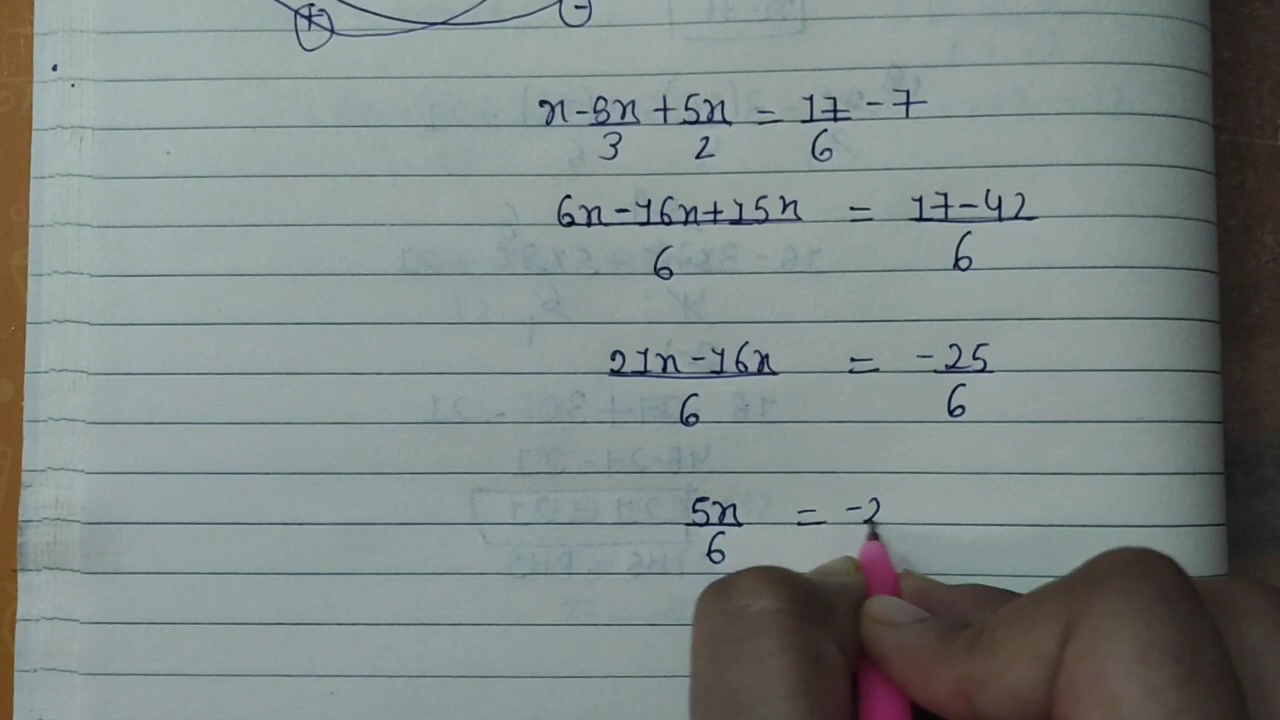 + -
x - 8x/3 + 5x/2 = 17/6 - 7
(6x - 16x + 15x)/6 = (17 - 42)/6
(21x - 16x)/6 = -25/6
5x/6 = -2